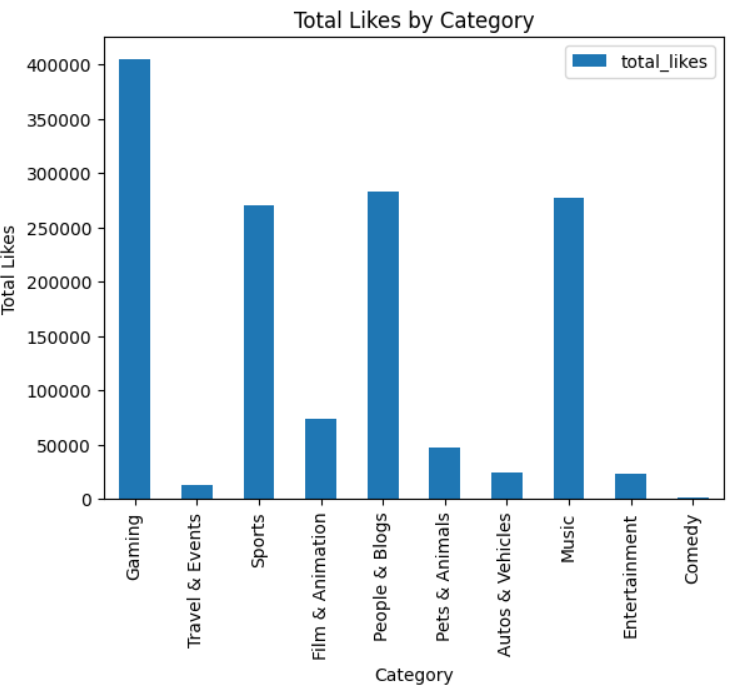 Total Likes by Category
total_likes
Total Likes
400000
350000
300000
250000
200000
150000
100000
50000
0
Gaming
Travel & Events
Sports
Film & Animation
People & Blogs
Pets & Animals
Autos & Vehicles
Music
Entertainment
Comedy
Category